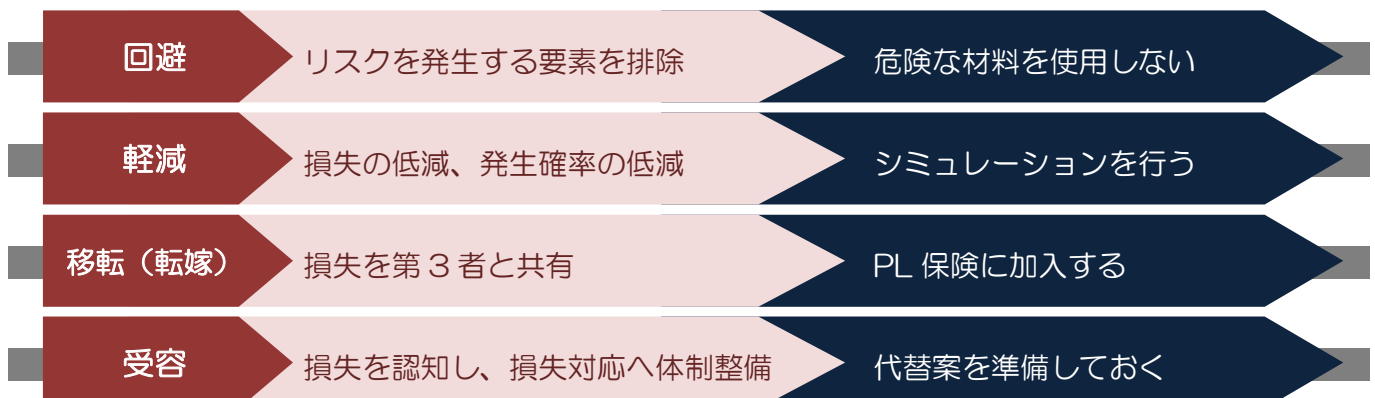 回避 リスクを発生する要素を排除 危険な材料を使用しない
軽減 損失の低減、発生確率の低減 シミュレーションを行う
移転（転嫁） 損失を第3者と共有 PL保険に加入する
受容 損失を認知し、損失対応へ体制整備 代替案を準備しておく